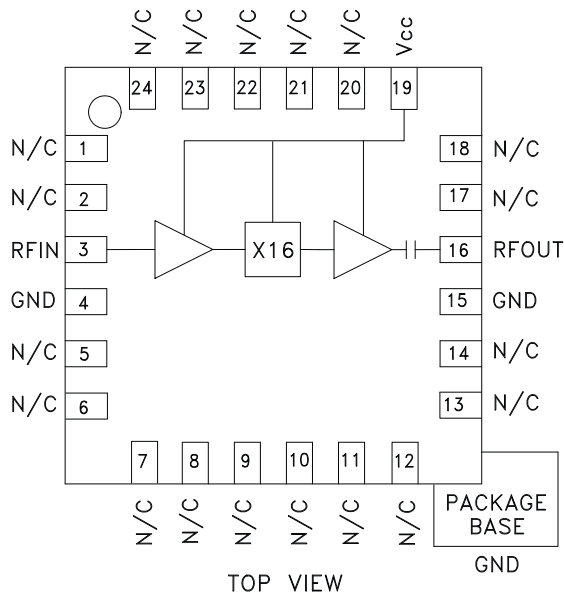 N/C N/C N/C N/C N/C Vcc
24 23 22 21 20 19
N/C 1 18 N/C
N/C 2 17 N/C
RFIN 3 X16 16 RFOUT
GND 4 15 GND
N/C 5 14 N/C
N/C 6 13 N/C
7 8 9 10 11 12
N/C N/C N/C N/C N/C N/C
PACKAGE
BASE
GND
TOP VIEW